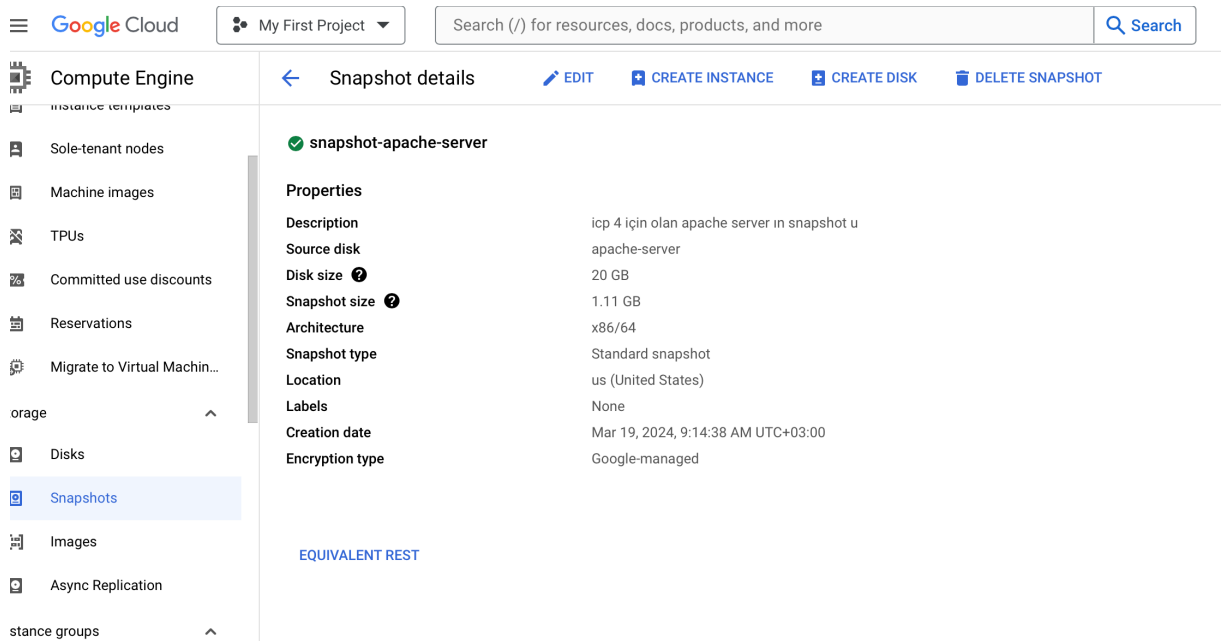 Google Cloud
My First Project
Search (/) for resources, docs, products, and more
Search
Compute Engine
Snapshot details
EDIT
CREATE INSTANCE
CREATE DISK
DELETE SNAPSHOT
Instance templates
Sole-tenant nodes
Machine images
TPUs
Committed use discounts
Reservations
Migrate to Virtual Machin...
orage
Disks
Snapshots
Images
Async Replication
stance groups
snapshot-apache-server
Properties
Description icp 4 için olan apache server ın snapshot u
Source disk apache-server
Disk size ? 20 GB
Snapshot size ? 1.11 GB
Architecture x86/64
Snapshot type Standard snapshot
Location us (United States)
Labels None
Creation date Mar 19, 2024, 9:14:38 AM UTC+03:00
Encryption type Google-managed
EQUIVALENT REST